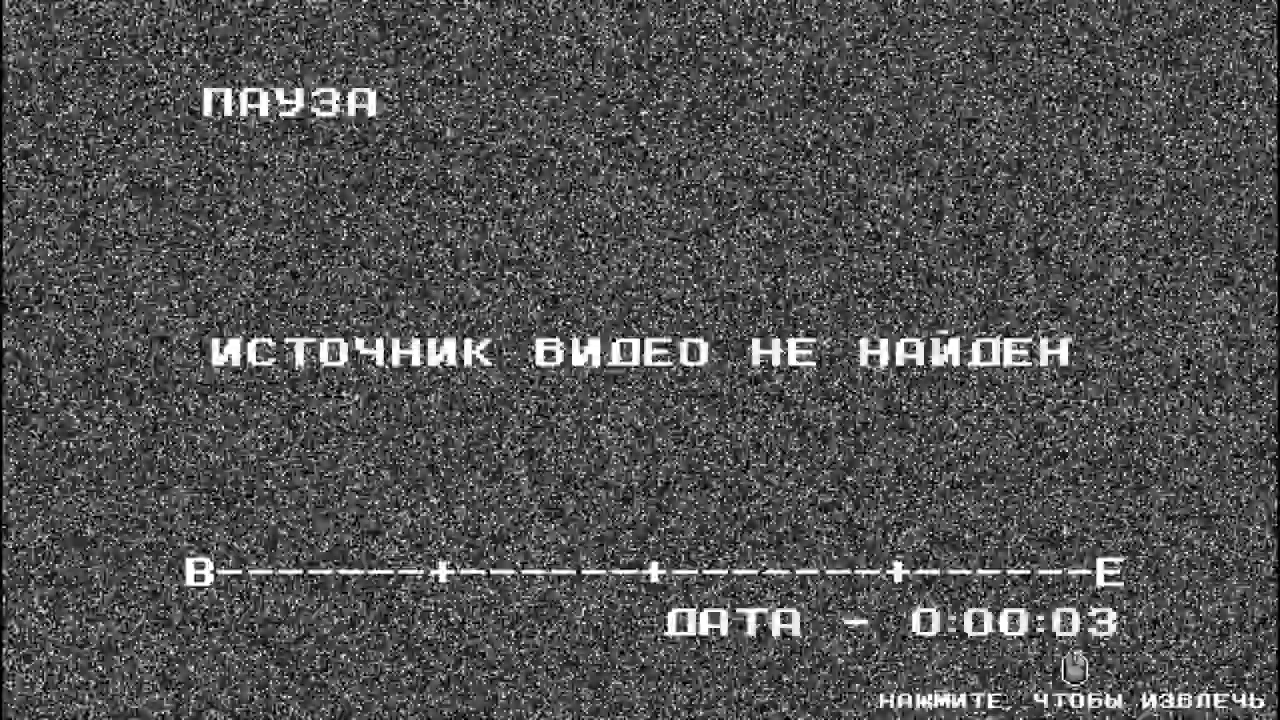 ПАУЗА
ИСТОЧНИК ВИДЕО НЕ НАЙДЕН
B-------+-------+--------+------E
ДАТА - 0:00:03
НАЖМИТЕ, ЧТОБЫ ИЗВЛЕЧЬ